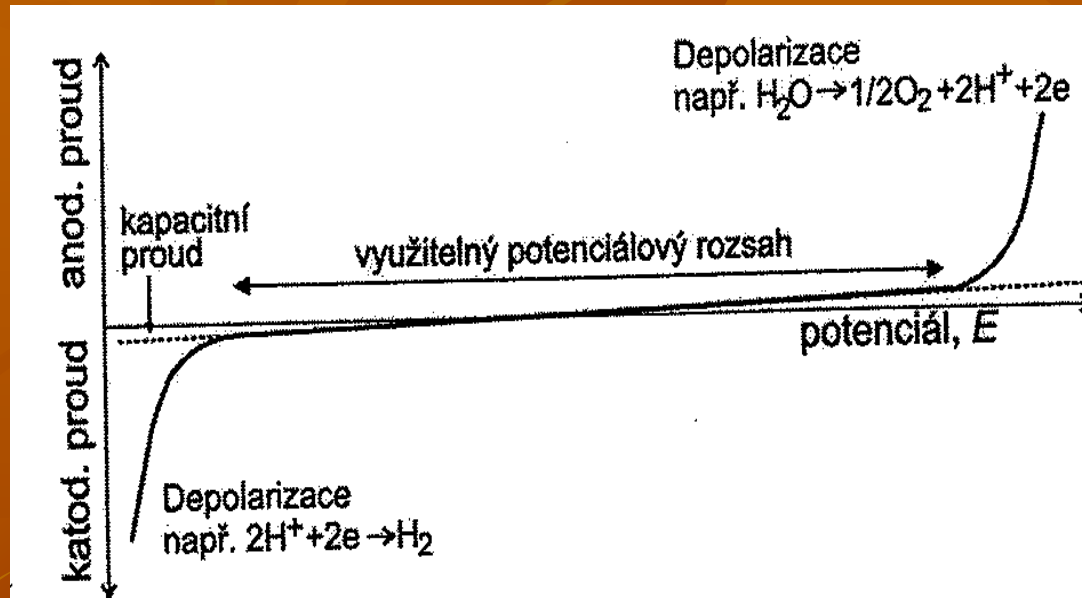 Depolarizace
např. H₂O→1/2O₂+2H⁺+2e
anod. proud
kapacitní
proud
využitelný potenciálový rozsah
potenciál, E
katod. proud
Depolarizace
např. 2H⁺+2e→H₂